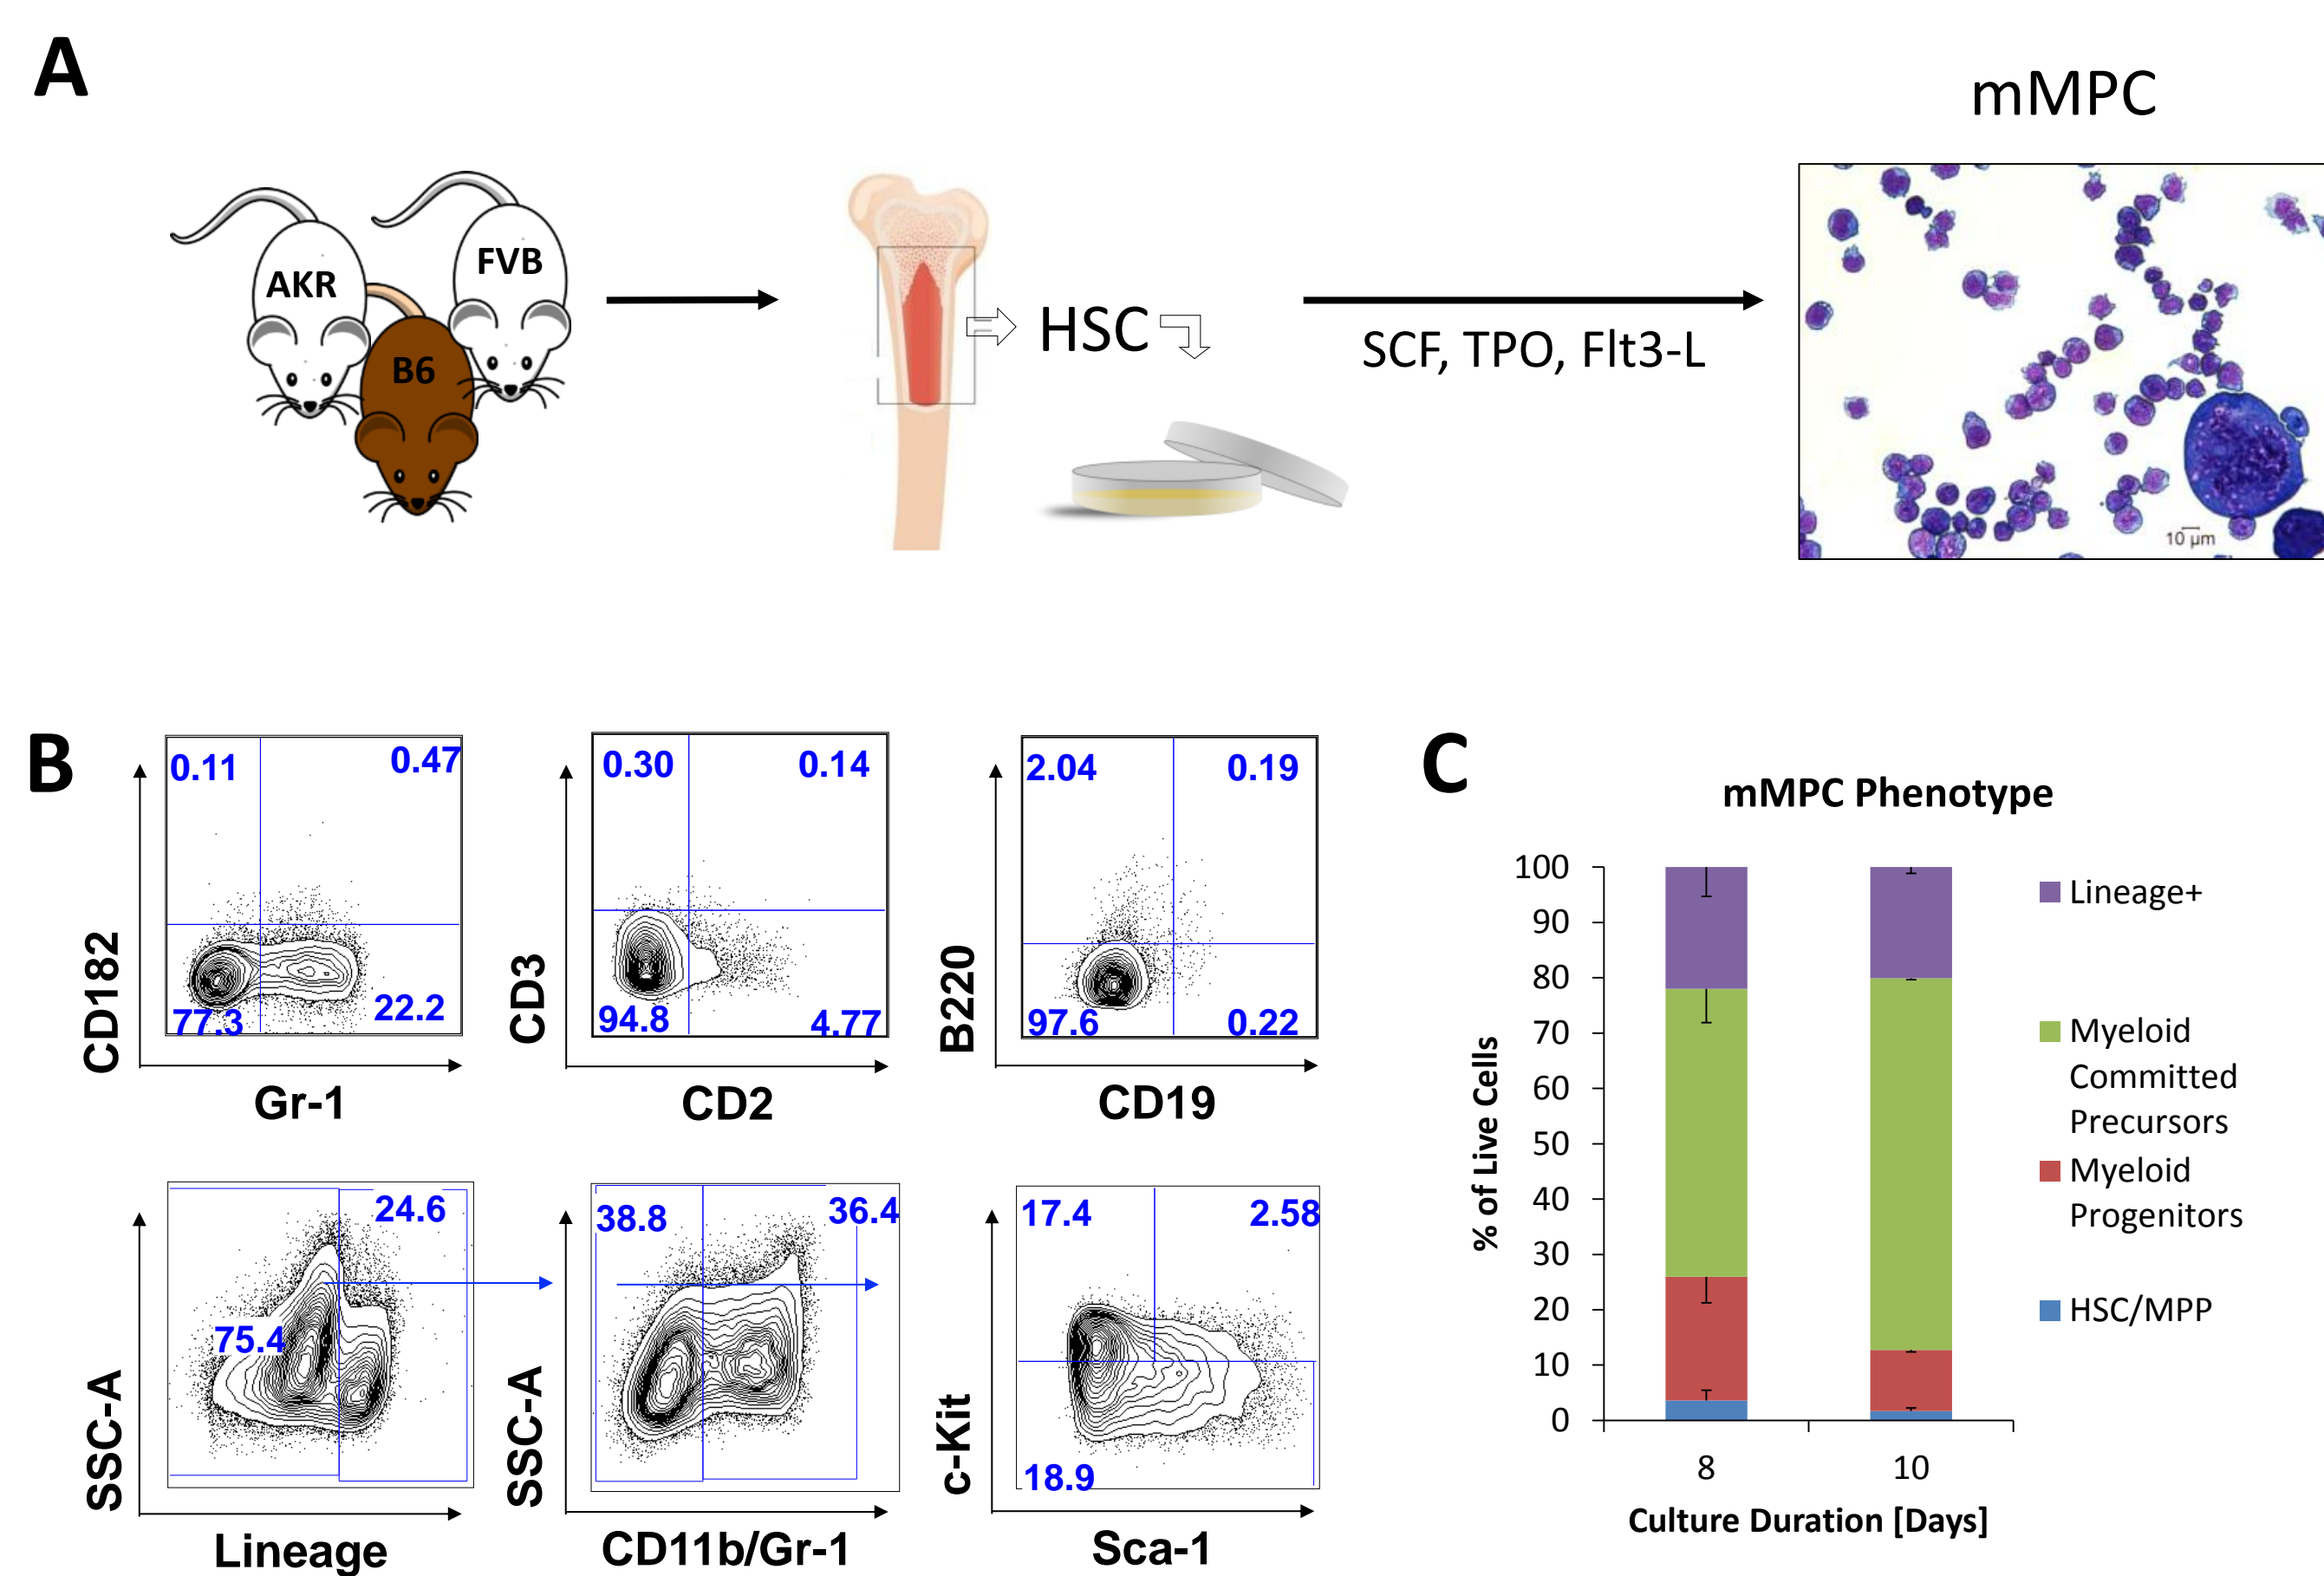 A
mMPC
AKR
FVB
B6
HSC
SCF, TPO, Flt3-L
10 µm
B
0.11
0.47
77.3
22.2
CD182
Gr-1
0.30
0.14
94.8
4.77
CD3
CD2
2.04
0.19
97.6
0.22
B220
CD19
24.6
75.4
SSC-A
Lineage
38.8
36.4
SSC-A
CD11b/Gr-1
17.4
2.58
18.9
c-Kit
Sca-1
C
mMPC Phenotype
100
90
80
70
60
50
40
30
20
10
0
% of Live Cells
8
10
Culture Duration [Days]
Lineage+
Myeloid
Committed
Precursors
Myeloid
Progenitors
HSC/MPP